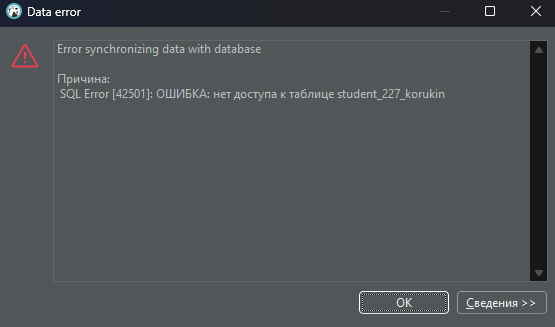 Data error
Error synchronizing data with database
Причина:
SQL Error [42501]: ОШИБКА: нет доступа к таблице student_227_korukin
OK
Сведения >>